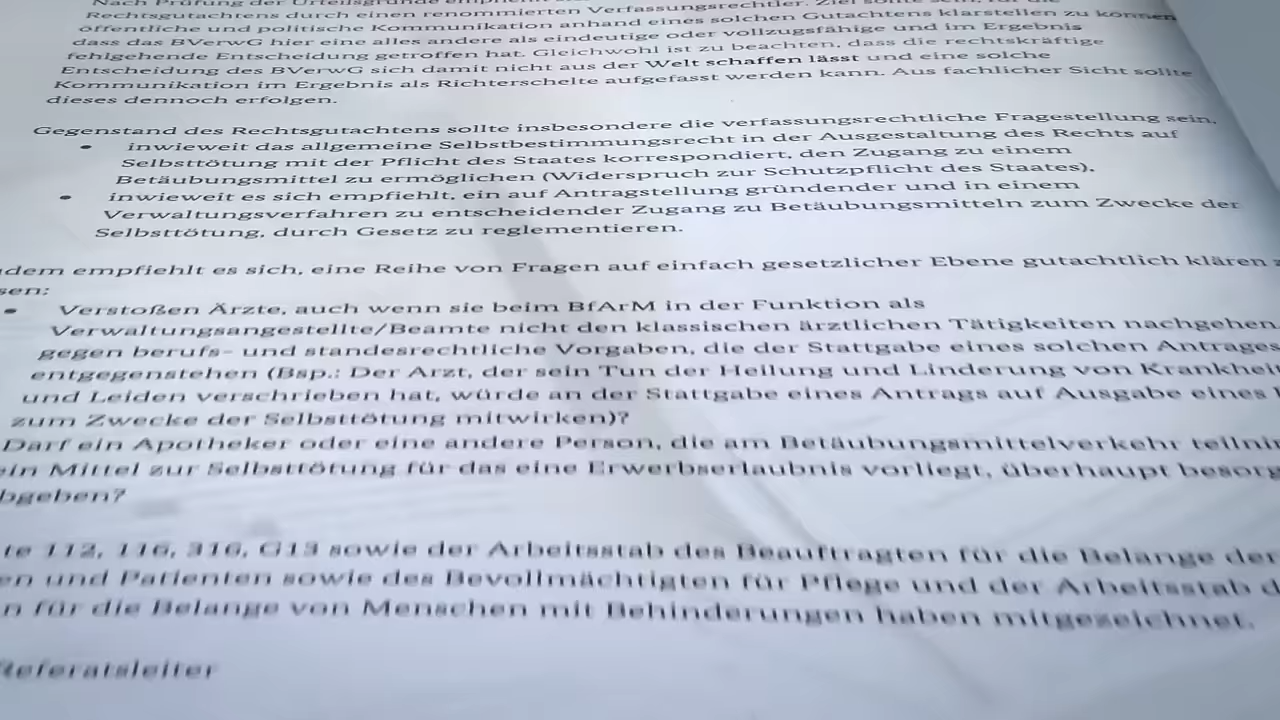 Nach Prüfung der Urteilsgründe
Rechtsgutachtens durch einen renommierten Verfassungsrechtler. Ziel sollte sein, für die
öffentliche und politische Kommunikation anhand eines solchen Gutachtens klarstellen zu können
dass das BVerwG hier eine alles andere als eindeutige oder vollzugsfähige und im Ergebnis
fehlgehende Entscheidung getroffen hat. Gleichwohl ist zu beachten, dass die rechtskräftige
Entscheidung des BVerwG sich damit nicht aus der Welt schaffen lässt und eine solche
Kommunikation im Ergebnis als Richterschelte aufgefasst werden kann. Aus fachlicher Sicht sollte
dieses dennoch erfolgen.
Gegenstand des Rechtsgutachtens sollte insbesondere die verfassungsrechtliche Fragestellung sein,
• inwieweit das allgemeine Selbstbestimmungsrecht in der Ausgestaltung des Rechts auf
Selbsttötung mit der Pflicht des Staates korrespondiert, den Zugang zu einem
Betäubungsmittel zu ermöglichen (Widerspruch zur Schutzpflicht des Staates),
• inwieweit es sich empfiehlt, ein auf Antragstellung gründender und in einem
Verwaltungsverfahren zu entscheidender Zugang zu Betäubungsmitteln zum Zwecke der
Selbsttötung, durch Gesetz zu reglementieren.
dem empfiehlt es sich, eine Reihe von Fragen auf einfach gesetzlicher Ebene gutachtlich klären
sen:
• Verstoßen Ärzte, auch wenn sie beim BfArM in der Funktion als
Verwaltungsangestellte/Beamte nicht den klassischen ärztlichen Tätigkeiten nachgehen,
gegen berufs- und standesrechtliche Vorgaben, die der Stattgabe eines solchen Antrages
entgegenstehen (Bsp.: Der Arzt, der sein Tun der Heilung und Linderung von Krankheit
und Leiden verschrieben hat, würde an der Stattgabe eines Antrags auf Ausgabe eines
zum Zwecke der Selbsttötung mitwirken)?
Darf ein Apotheker oder eine andere Person, die am Betäubungsmittelverkehr teilnim
ein Mittel zur Selbsttötung für das eine Erwerbserlaubnis vorliegt, überhaupt besorg
bgeben?
te 112, 116, 316, G13 sowie der Arbeitsstab des Beauftragten für die Belange der
en und Patienten sowie des Bevollmächtigten für Pflege und der Arbeitsstab d
n für die Belange von Menschen mit Behinderungen haben mitgezeichnet.
Referatsleiter